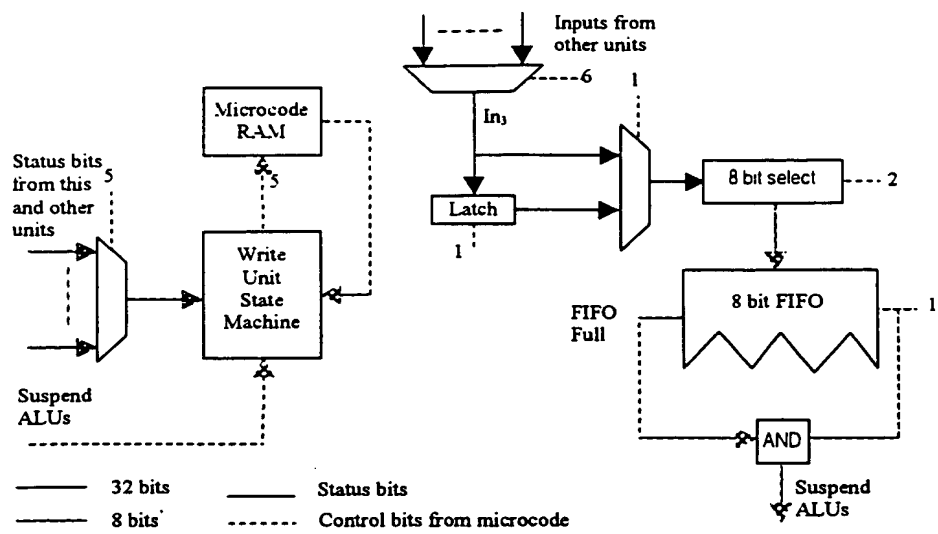 Inputs from
other units
6
1
In₃
Microcode
RAM
5
Status bits
from this
and other
units
5
8 bit select
2
Latch
1
Write
Unit
State
Machine
8 bit FIFO
1
FIFO
Full
Suspend
ALUs
AND
Suspend
ALUs
32 bits
8 bits
Status bits
Control bits from microcode